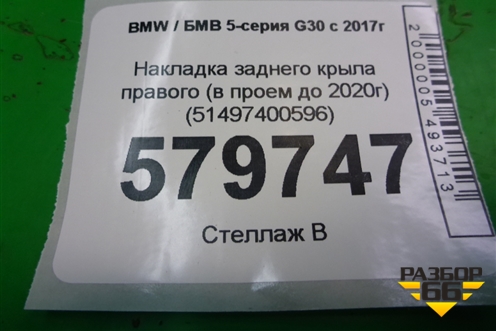 BMW / БМВ 5-серия G30 с 2017г
Накладка заднего крыла
правого (в проем до 2020г)
(51497400596)
579747
Стеллаж В
2000005493713
РАЗБОР
66